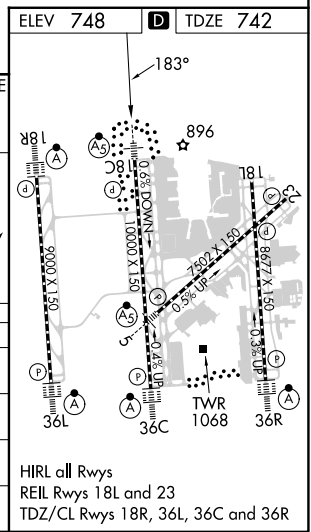 ELEV 748 D TDZE 742
183°
18R
A
A5
896
18C
0.6% DOWN
18L
23
P
P
P
P
9000 X 150
10000 X 150
7502 X 150
0.5% UP
8677 X 150
A5
P
5
0.4% UP
0.3% UP
P
P
P
TWR
1068
A
A
A
36L
36C
36R
HIRL all Rwys
REIL Rwys 18L and 23
TDZ/CL Rwys 18R, 36L, 36C and 36R